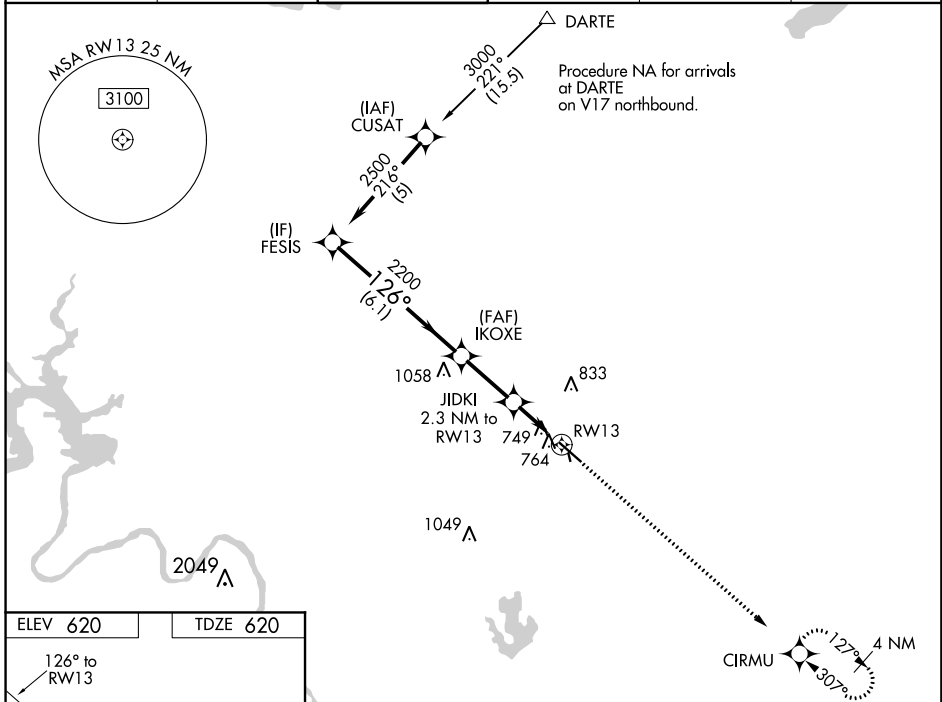 MSA RW13 25 NM
3100
DARTE
3000
221°
(15.5)
Procedure NA for arrivals
at DARTE
on V17 northbound.
(IAF)
CUSAT
2500
216°
(5)
(IF)
FESIS
2200
126°
(6.1)
(FAF)
IKOXE
1058
833
JIDKI
2.3 NM to
RW13
749
RW13
764
1049
2049
ELEV 620
TDZE 620
126° to
RW13
CIRMU
127°
4 NM
307°